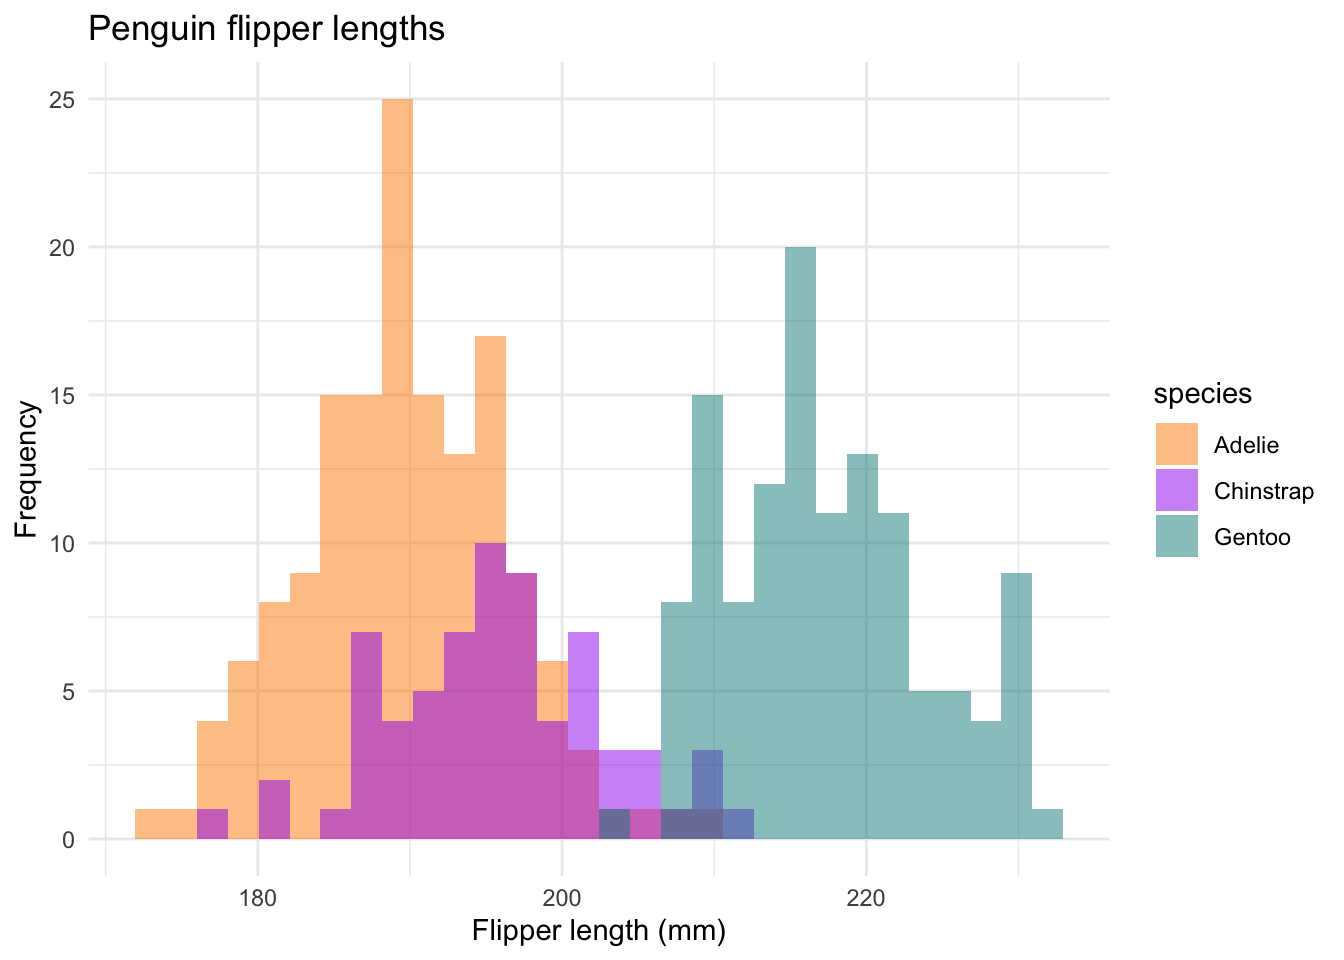 Penguin flipper lengths
25
20
15
10
5
0
Frequency
180 200 220
Flipper length (mm)
species
Adelie
Chinstrap
Gentoo